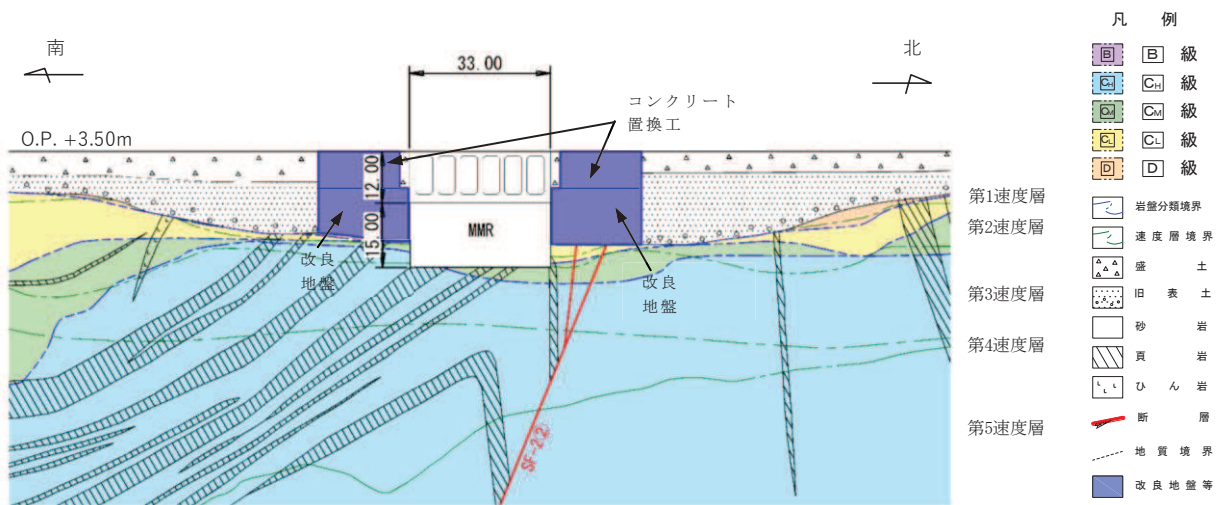 南
北
33.00
コンクリート
置換工
O.P. +3.50m
12.00
15.00
MMR
改良
地盤
改良
地盤
SF-2②
第1速度層
第2速度層
第3速度層
第4速度層
第5速度層
凡 例
B B 級
CH CH 級
CM CM 級
CL CL 級
D D 級
岩盤分類境界
速度層境界
盛 土
旧 表 土
砂 岩
頁 岩
ひ ん 岩
断 層
地 質 境 界
改 良 地 盤 等